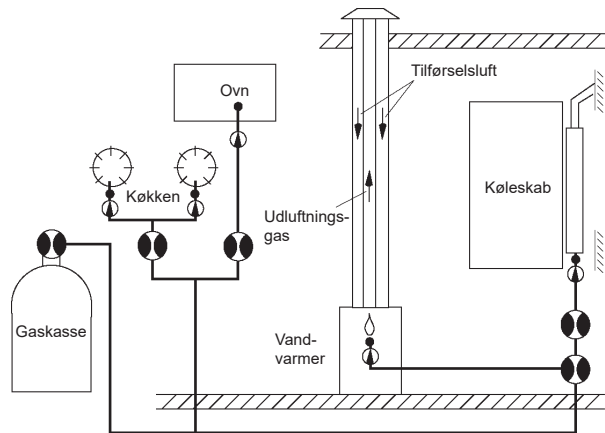 Tilførselsluft
Ovn
Køkken
Køleskab
Udluftnings-
gas
Gaskasse
Vand-
varmer